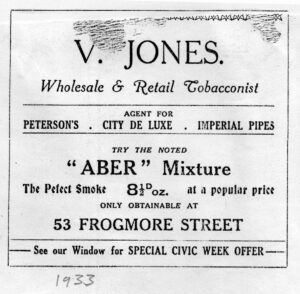 V. JONES.
Wholesale & Retail Tobacconist
AGENT FOR
PETERSON'S . CITY DE LUXE . IMPERIAL PIPES
TRY THE NOTED
"ABER" Mixture
The Pefect Smoke 8½D oz. at a popular price
ONLY OBTAINABLE AT
53 FROGMORE STREET
See our Window for SPECIAL CIVIC WEEK OFFER
1933